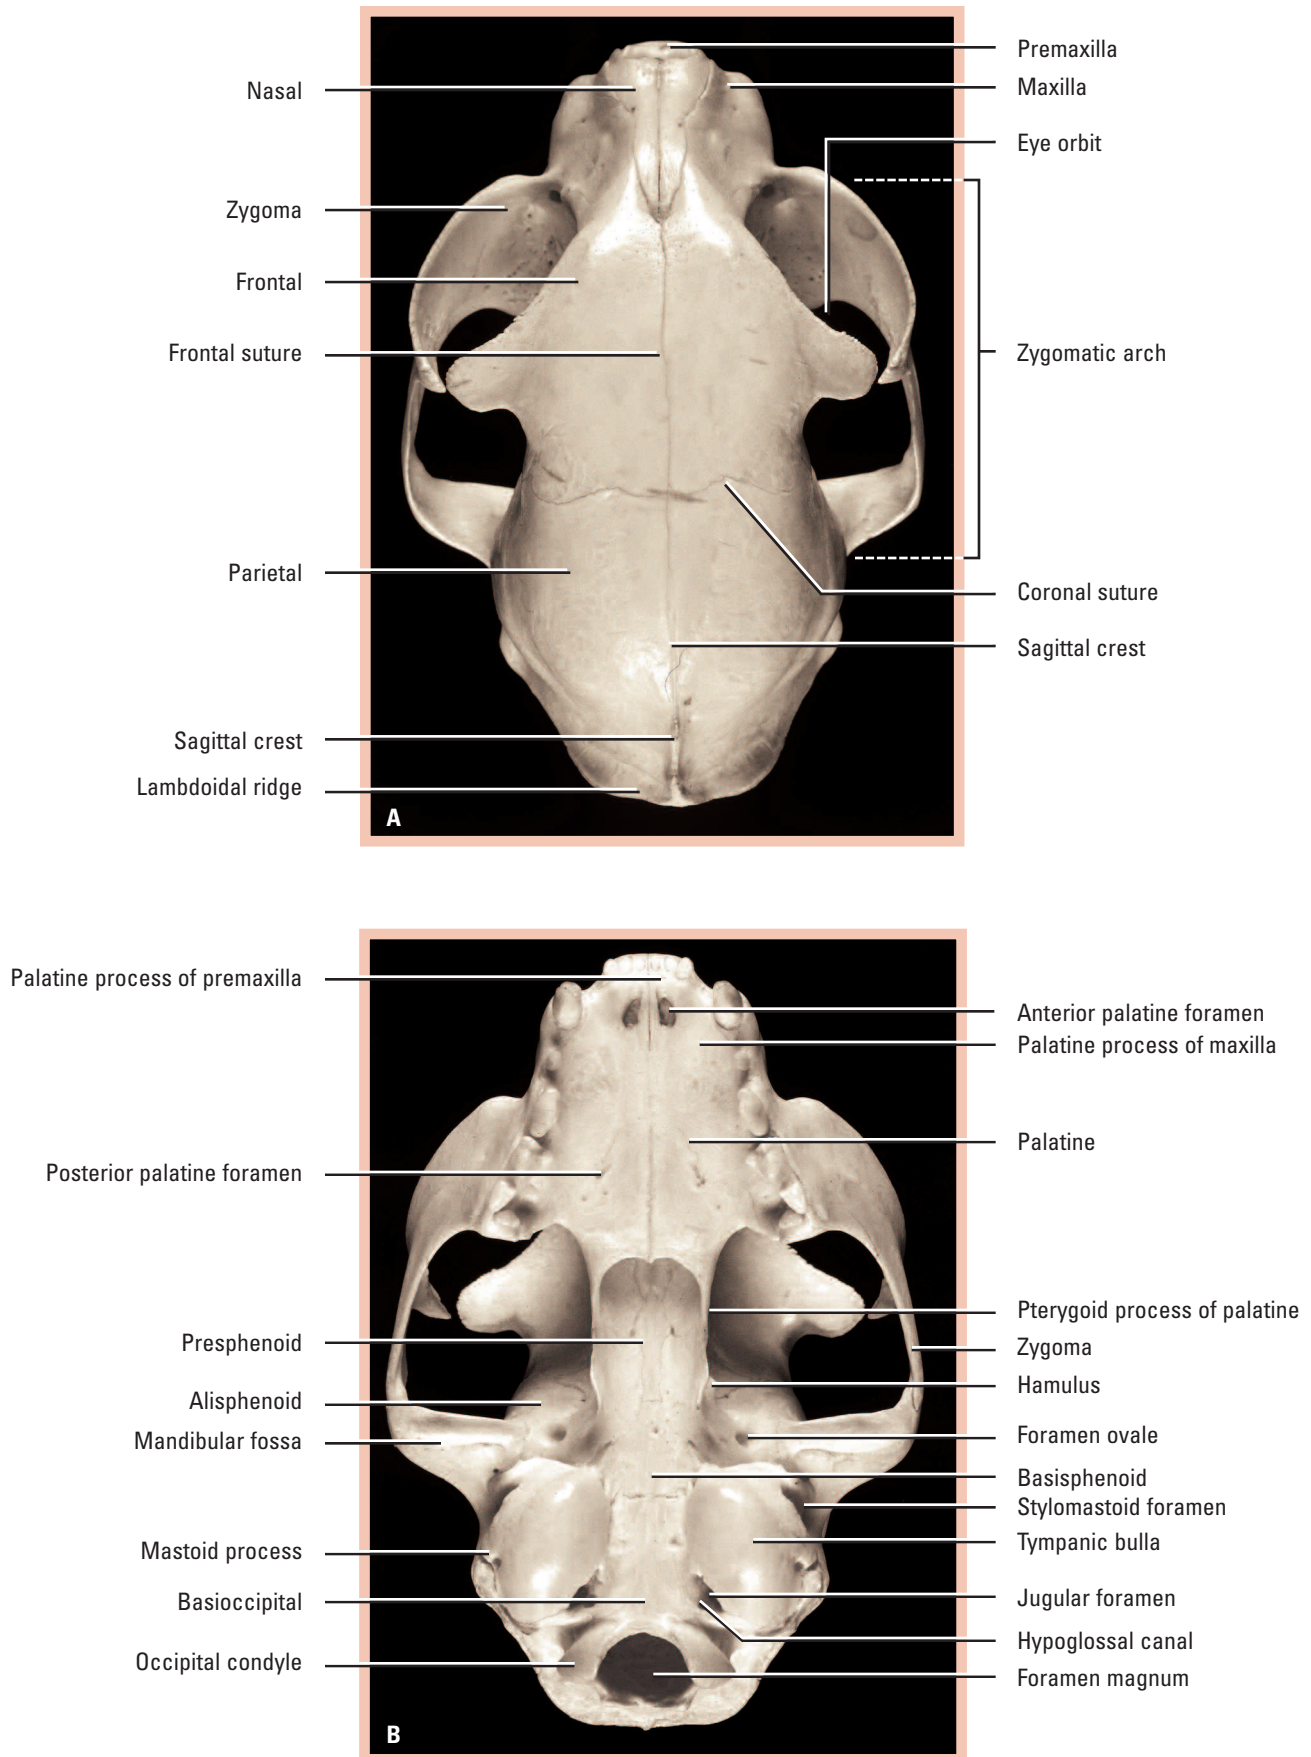 Nasal
Zygoma
Frontal
Frontal suture
Parietal
Sagittal crest
Lambdoidal ridge
Premaxilla
Maxilla
Eye orbit
Zygomatic arch
Coronal suture
Sagittal crest
A
Palatine process of premaxilla
Posterior palatine foramen
Presphenoid
Alisphenoid
Mandibular fossa
Mastoid process
Basioccipital
Occipital condyle
Anterior palatine foramen
Palatine process of maxilla
Palatine
Pterygoid process of palatine
Zygoma
Hamulus
Foramen ovale
Basisphenoid
Stylomastoid foramen
Tympanic bulla
Jugular foramen
Hypoglossal canal
Foramen magnum
B